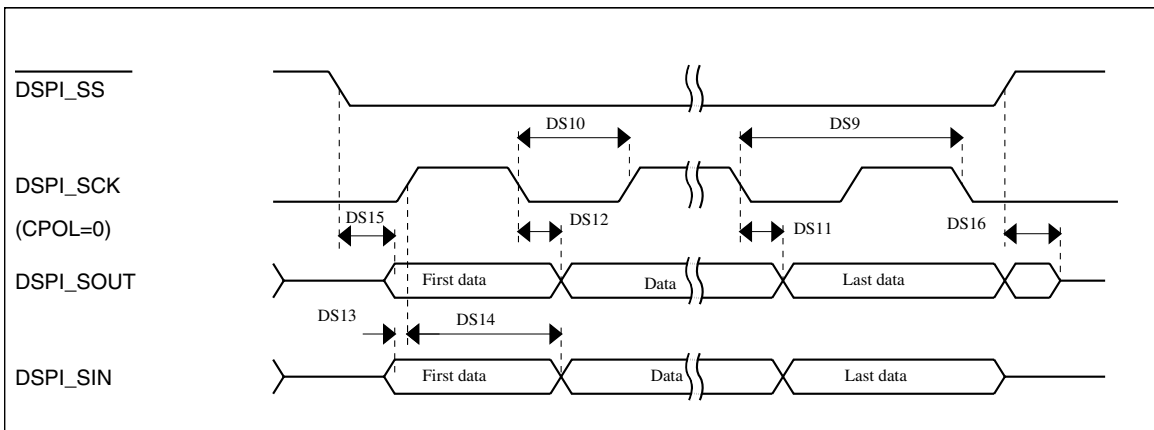 DSPI_SS
DS10
DS9
DSPI_SCK
DS15
DS12
DS11
DS16
(CPOL=0)
DSPI_SOUT
First data
Data
Last data
DS13
DS14
DSPI_SIN
First data
Data
Last data